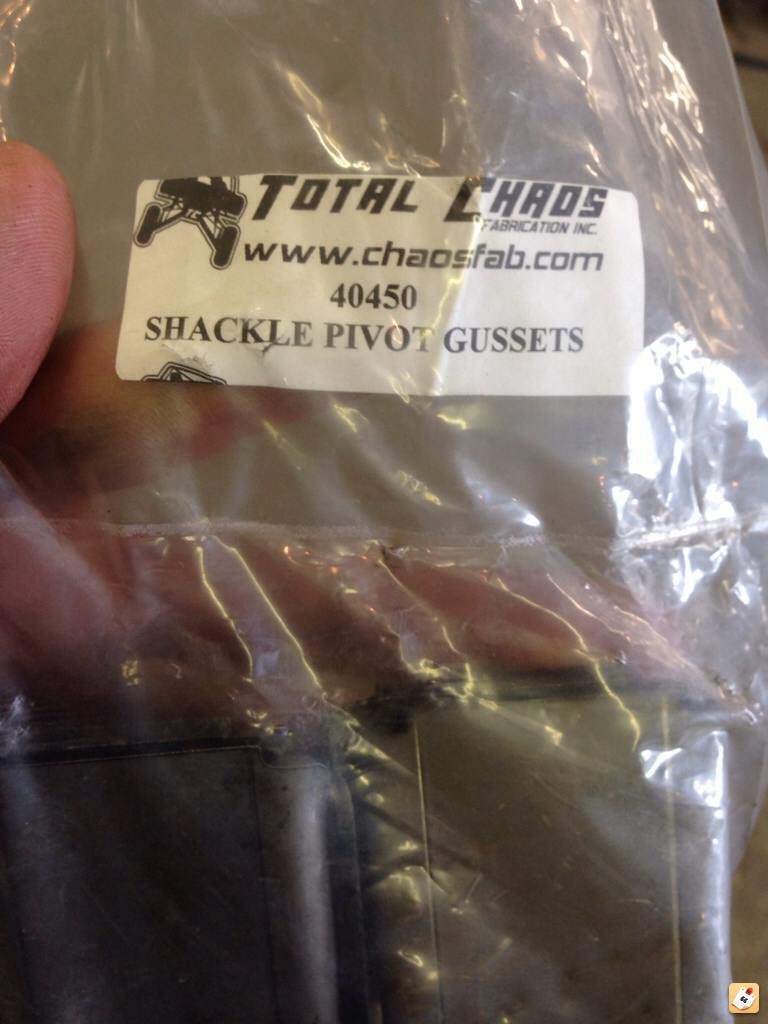 TOTAL CHAOS
FABRICATION INC.
www.chaosfab.com
40450
SHACKLE PIVOT GUSSETS